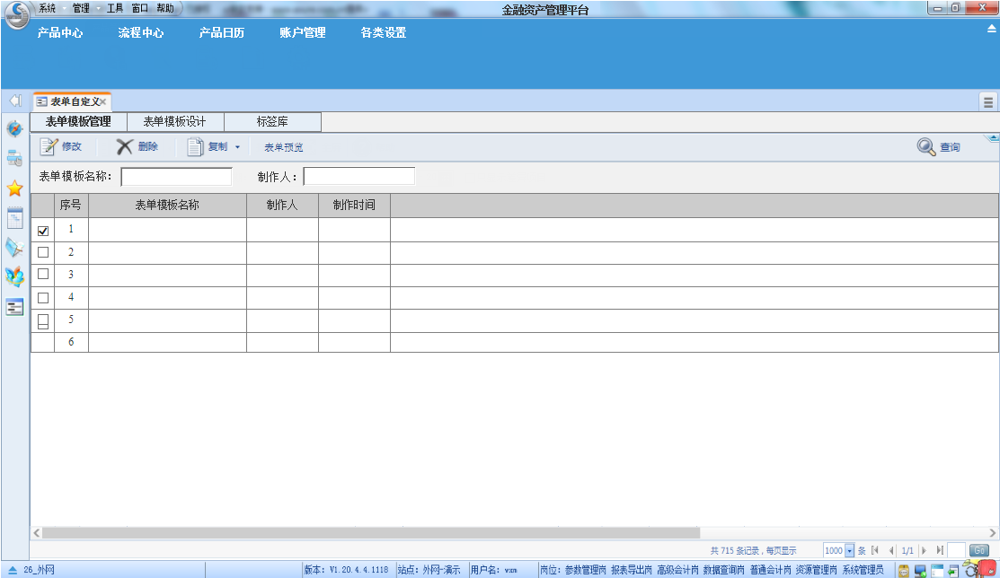 系统 管理 工具 窗口 帮助
金融资产管理平台
产品中心 流程中心 产品日历 账户管理 各类设置
表单自定义
表单模板管理 表单模板设计 标签库
修改 删除 复制 表单预览 查询
表单模板名称: 制作人:
序号 表单模板名称 制作人 制作时间
1
2
3
4
5
6
共 715 条记录，每页显示 1000 条 1/1 GO
26_外网 版本: V1.20.4.4.1118 站点: 外网-演示 用户名: wxm 岗位: 参数管理岗 报表导出岗 高级会计岗 数据查询岗 普通会计岗 资源管理岗 系统管理员